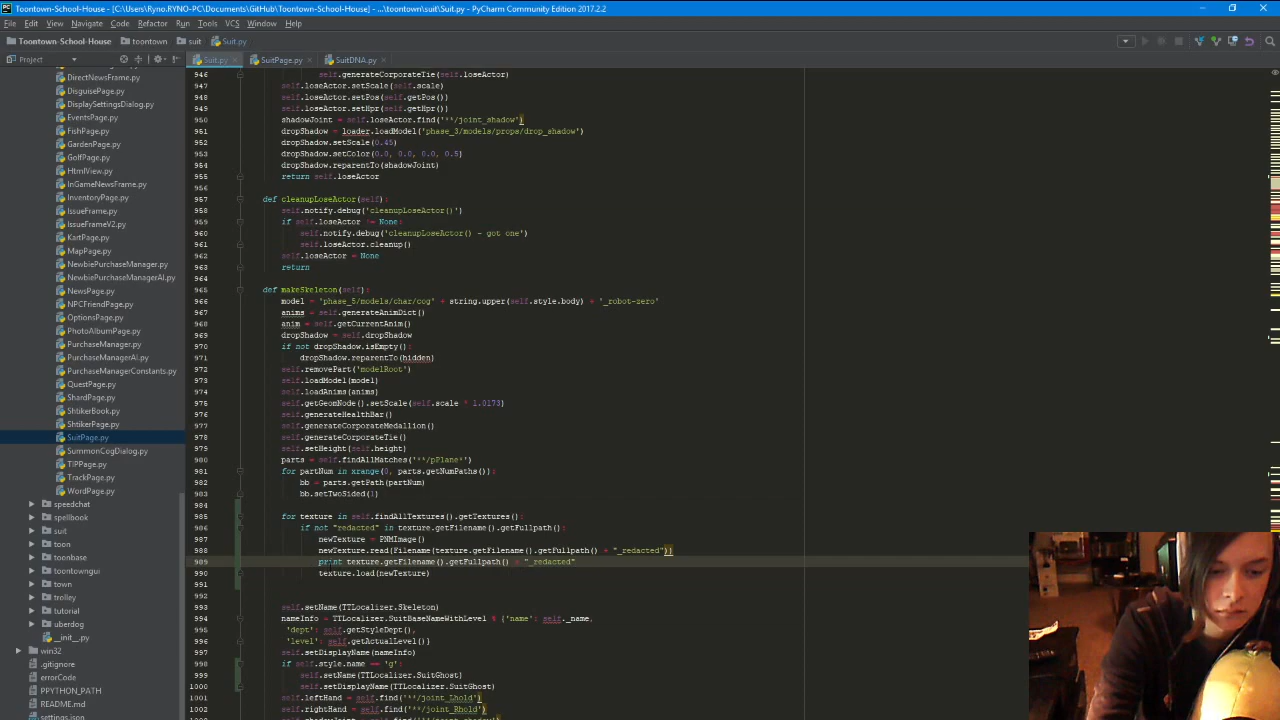 Toontown-School-House - [C:\Users\Ryno.RYNO-PC\Documents\GitHub\Toontown-School-House] - ...\toontown\suit\Suit.py - PyCharm Community Edition 2017.2.2
File Edit View Navigate Code Refactor Run Tools VCS Window Help
Toontown-School-House toontown suit Suit.py
Project
Suit.py SuitPage.py SuitDNA.py
DirectNewsFrame.py
DisguisePage.py
DisplaySettingsDialog.py
EventsPage.py
FishPage.py
GardenPage.py
GolfPage.py
HtmlView.py
InGameNewsFrame.py
InventoryPage.py
IssueFrame.py
IssueFrameV2.py
KartPage.py
MapPage.py
NewbiePurchaseManager.py
NewbiePurchaseManagerAI.py
NewsPage.py
NPCFriendPage.py
OptionsPage.py
PhotoAlbumPage.py
PurchaseManager.py
PurchaseManagerAI.py
PurchaseManagerConstants.py
QuestPage.py
ShardPage.py
ShtikerBook.py
ShtikerPage.py
SuitPage.py
SummonCogDialog.py
TIPPage.py
TrackPage.py
WordPage.py
speedchat
spellbook
suit
toon
toonbase
toontowngui
town
trolley
tutorial
uberdog
__init__.py
win32
.gitignore
errorCode
PPYTHON_PATH
README.md
settings.json
946 self.generateCorporateTie(self.loseActor)
947 self.loseActor.setScale(self.scale)
948 self.loseActor.setPos(self.getPos())
949 self.loseActor.setHpr(self.getHpr())
950 shadowJoint = self.loseActor.find('**/joint_shadow')
951 dropShadow = loader.loadModel('phase_3/models/props/drop_shadow')
952 dropShadow.setScale(0.45)
953 dropShadow.setColor(0.0, 0.0, 0.0, 0.5)
954 dropShadow.reparentTo(shadowJoint)
955 return self.loseActor
956
957 def cleanupLoseActor(self):
958 self.notify.debug('cleanupLoseActor()')
959 if self.loseActor != None:
960 self.notify.debug('cleanupLoseActor() - got one')
961 self.loseActor.cleanup()
962 self.loseActor = None
963 return
964
965 def makeSkeleton(self):
966 model = 'phase_5/models/char/cog' + string.upper(self.style.body) + '_robot-zero'
967 anims = self.generateAnimDict()
968 anim = self.getCurrentAnim()
969 dropShadow = self.dropShadow
970 if not dropShadow.isEmpty():
971 dropShadow.reparentTo(hidden)
972 self.removePart('modelRoot')
973 self.loadModel(model)
974 self.loadAnims(anims)
975 self.getGeomNode().setScale(self.scale * 1.0173)
976 self.generateHealthBar()
977 self.generateCorporateMedallion()
978 self.generateCorporateTie()
979 self.setHeight(self.height)
980 parts = self.findAllMatches('**/pPlane*')
981 for partNum in xrange(0, parts.getNumPaths()):
982 bb = parts.getPath(partNum)
983 bb.setTwoSided(1)
984
985 for texture in self.findAllTextures().getTextures():
986 if not "redacted" in texture.getFilename().getFullpath():
987 newTexture = PNMImage()
988 newTexture.read(Filename(texture.getFilename().getFullpath() + "_redacted"))
989 print texture.getFilename().getFullpath() + "_redacted"
990 texture.load(newTexture)
991
992
993 self.setName(TTLocalizer.Skeleton)
994 nameInfo = TTLocalizer.SuitBaseNameWithLevel % {'name': self._name,
995 'dept': self.getStyleDept(),
996 'level': self.getActualLevel()}
997 self.setDisplayName(nameInfo)
998 if self.style.name == 'g':
999 self.setName(TTLocalizer.SuitGhost)
1000 self.setDisplayName(TTLocalizer.SuitGhost)
1001 self.leftHand = self.find('**/joint_Lhold')
1002 self.rightHand = self.find('**/joint_Rhold')